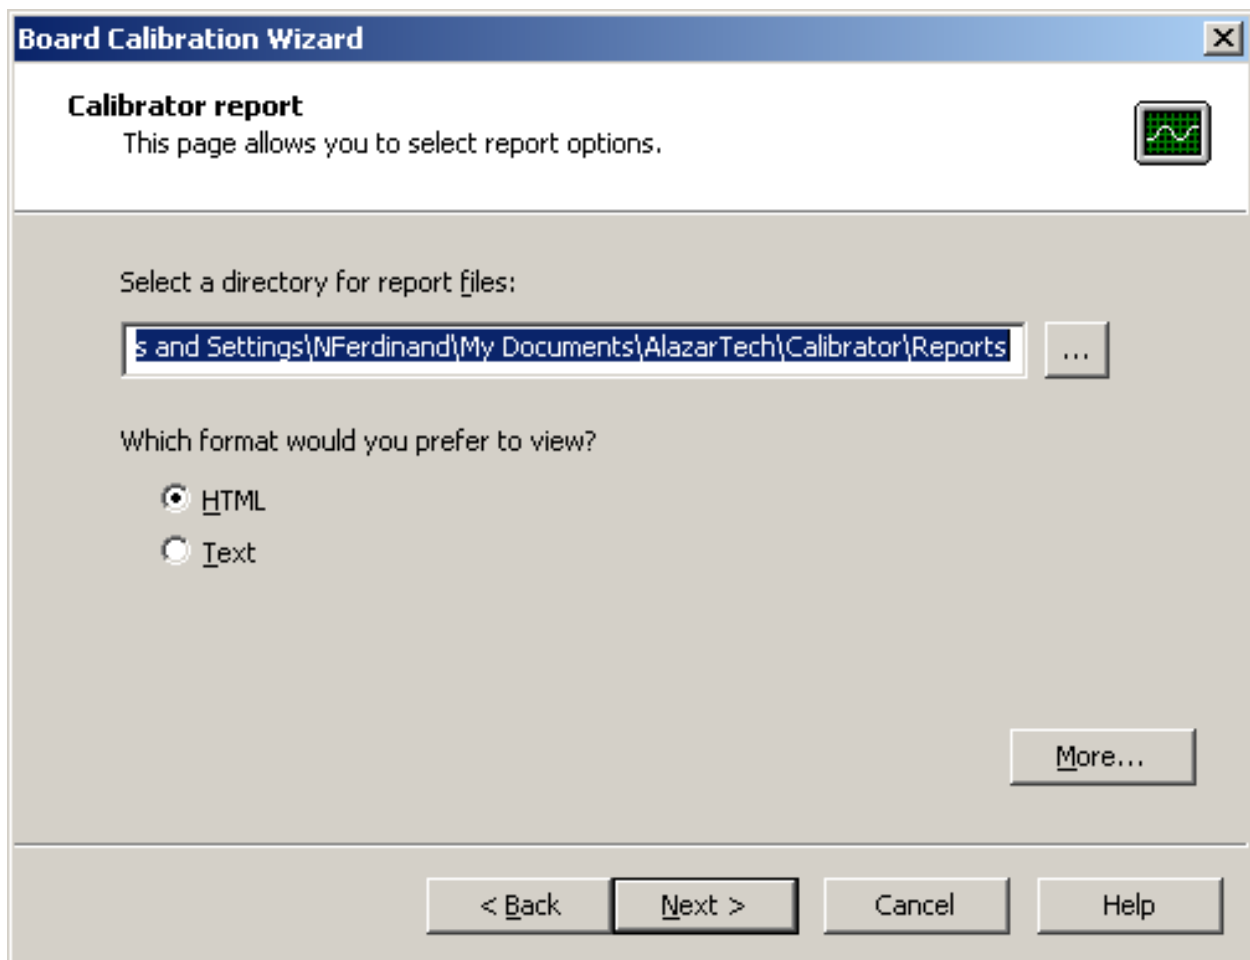 Board Calibration Wizard
Calibrator report
This page allows you to select report options.
Select a directory for report files:
s and Settings\NFerdinand\My Documents\AlazarTech\Calibrator\Reports
...
Which format would you prefer to view?
HTML
Text
More...
< Back
Next >
Cancel
Help